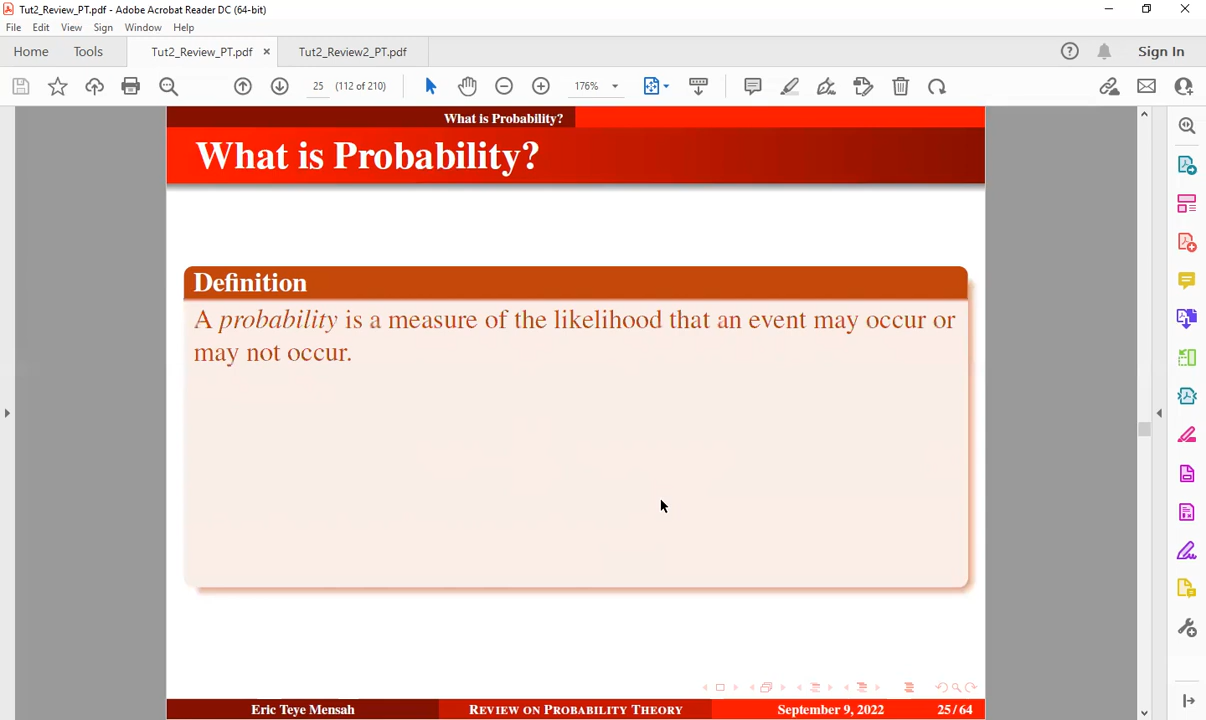 Tut2_Review_PT.pdf - Adobe Acrobat Reader DC (64-bit)
File Edit View Sign Window Help
Home Tools Tut2_Review_PT.pdf × Tut2_Review2_PT.pdf Sign In
25 (112 of 210) 176%
What is Probability?
What is Probability?
Definition
A probability is a measure of the likelihood that an event may occur or
may not occur.
Eric Teye Mensah REVIEW ON PROBABILITY THEORY September 9, 2022 25/64